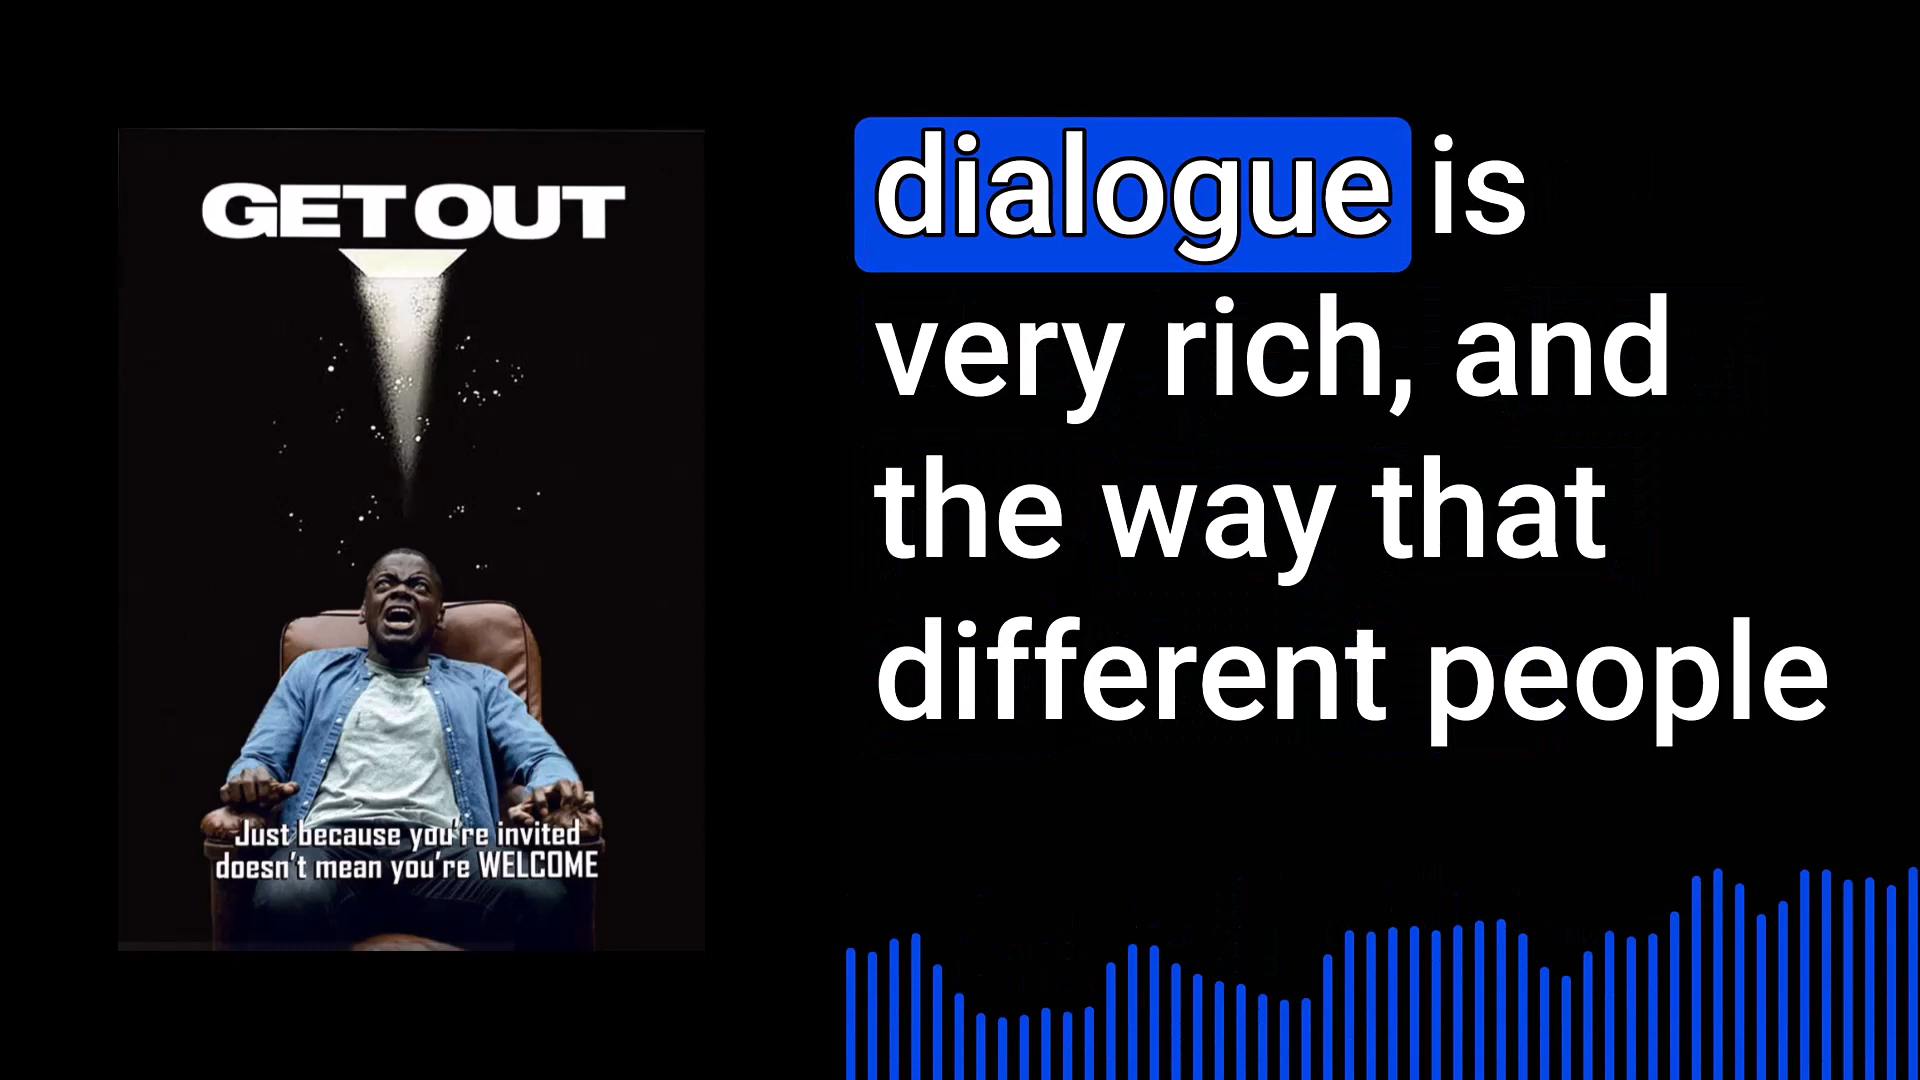 GET OUT
Just because you're invited
doesn't mean you're WELCOME
dialogue is
very rich, and
the way that
different people